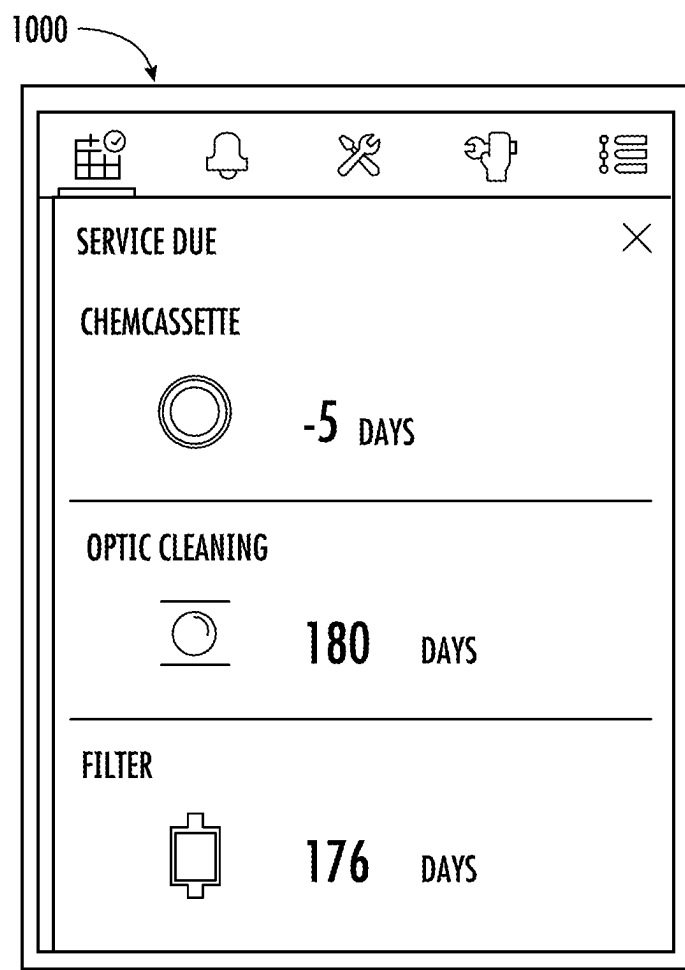 1000
SERVICE DUE
CHEMCASSETTE
-5 DAYS
OPTIC CLEANING
180 DAYS
FILTER
176 DAYS